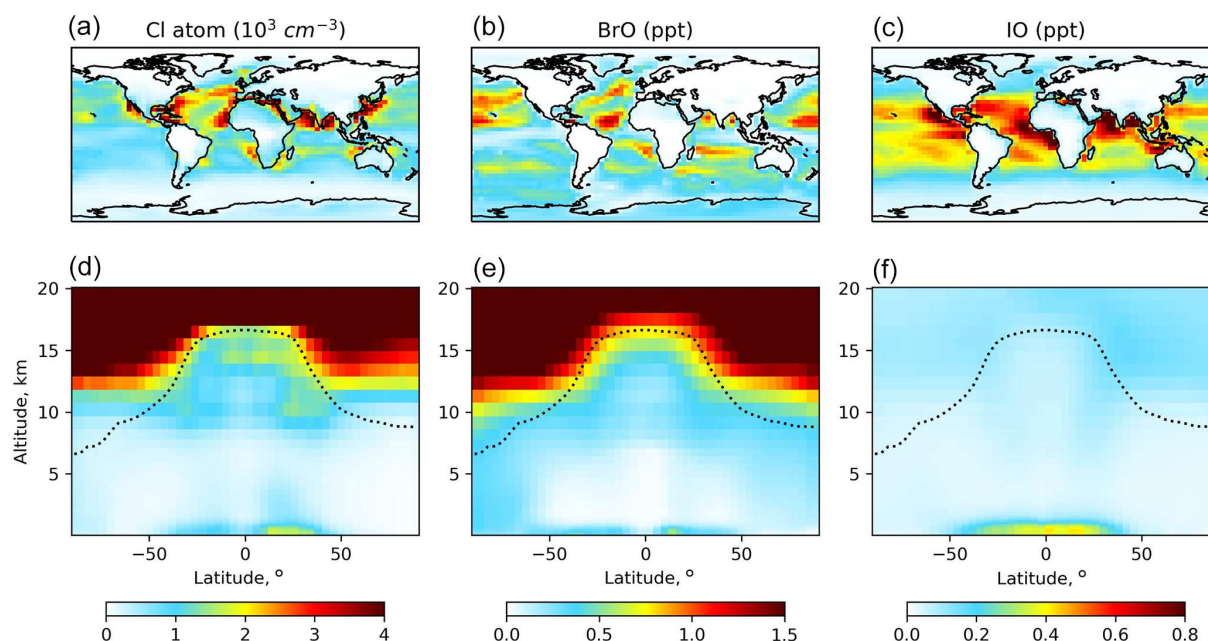 (a) Cl atom (10³ cm⁻³)
(b) BrO (ppt)
(c) IO (ppt)
(d)
(e)
(f)
20
15
10
5
Altitude, km
20
15
10
5
20
15
10
5
−50 0 50
−50 0 50
−50 0 50
Latitude, °
Latitude, °
Latitude, °
0 1 2 3 4
0.0 0.5 1.0 1.5
0.0 0.2 0.4 0.6 0.8